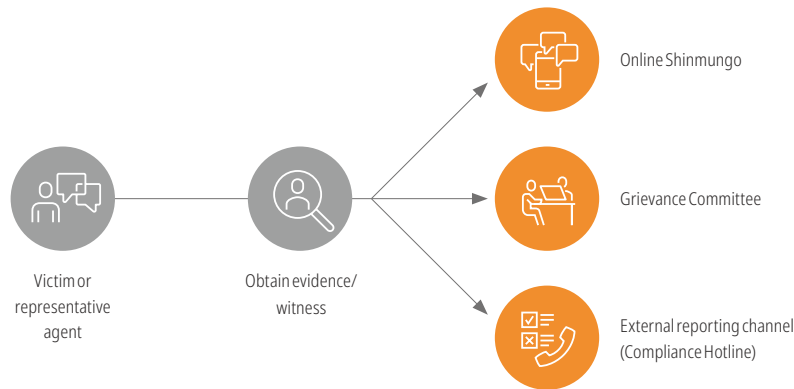 Online Shinmungo
Grievance Committee
Victim or
representative
agent
Obtain evidence/
witness
External reporting channel
(Compliance Hotline)